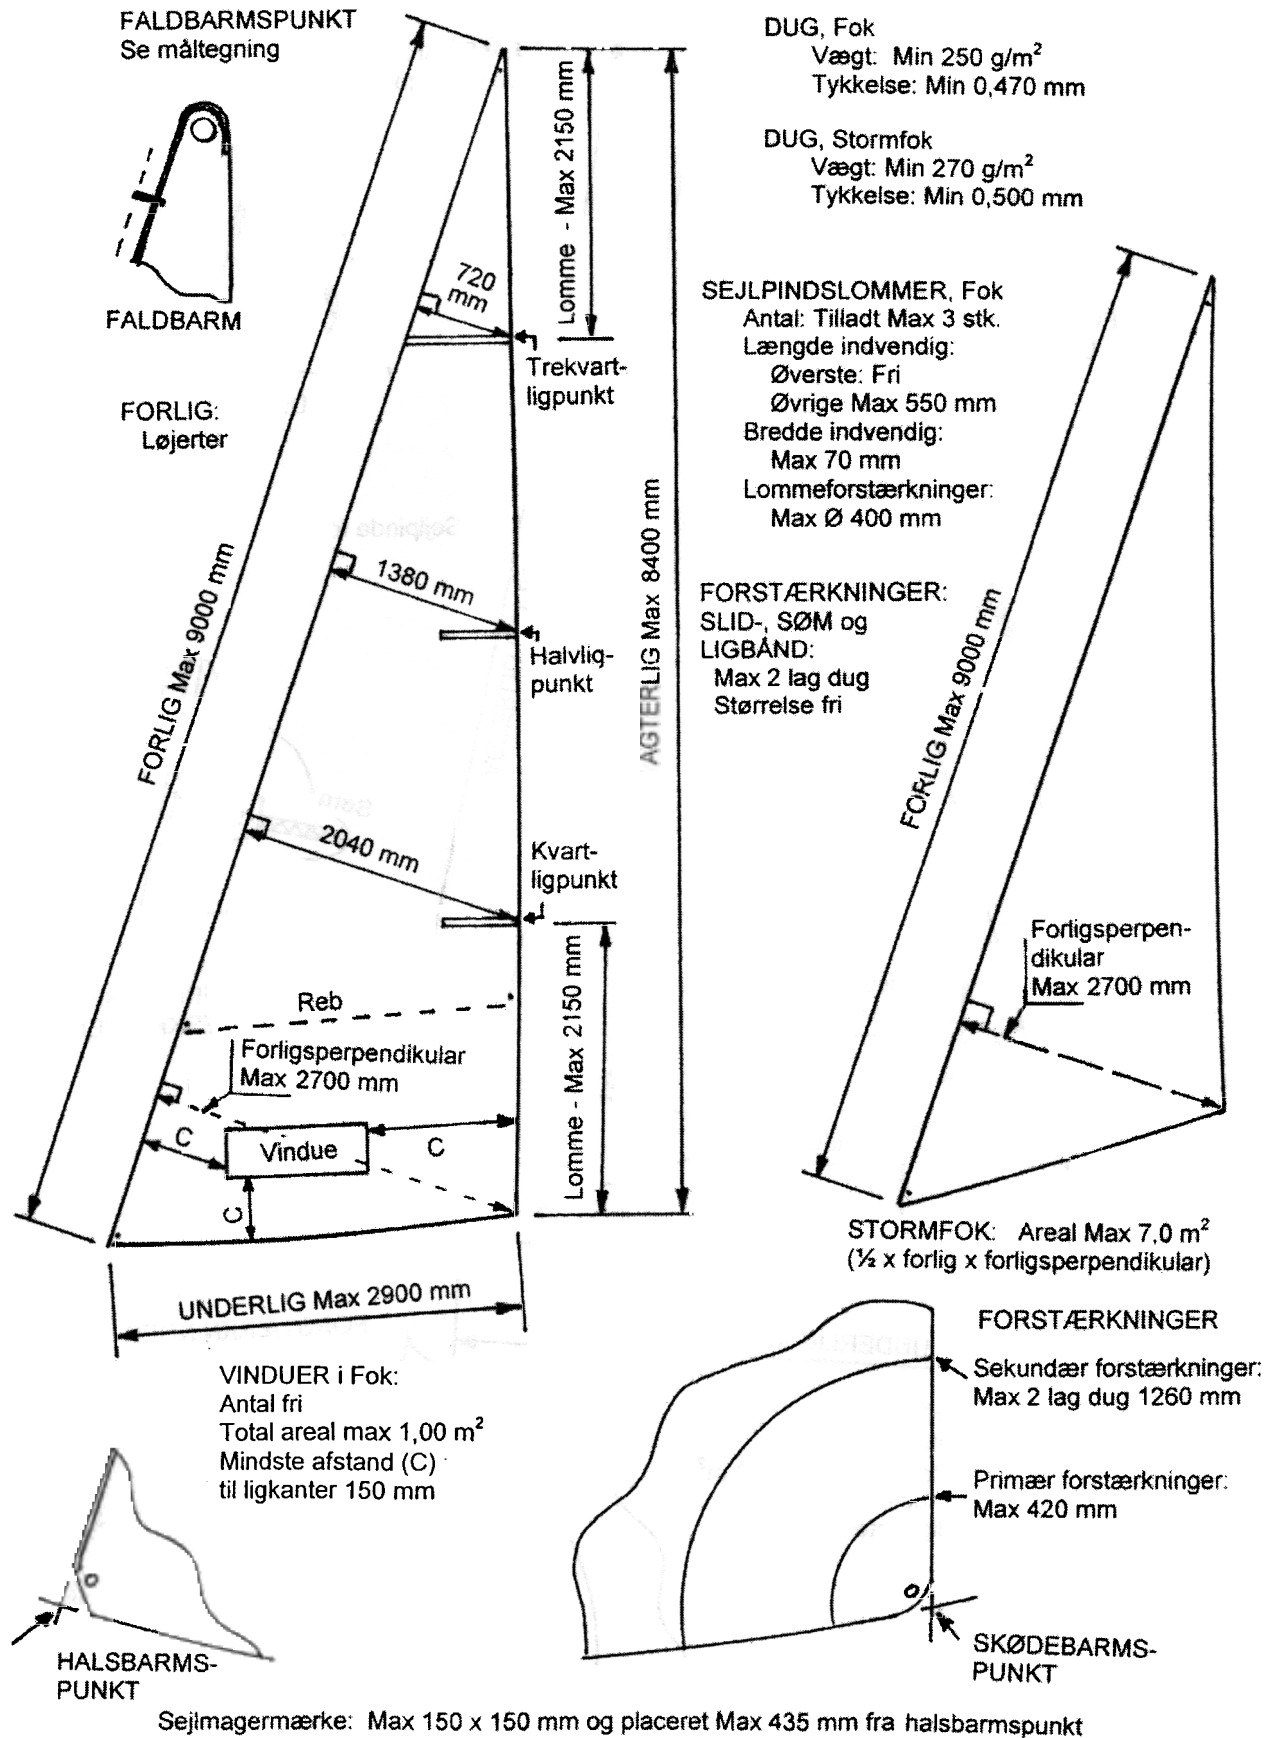 FALDBARMSPUNKT
Se måltegning
FALDBARM
FORLIG:
Løjerter
FORLIG Max 9000 mm
720
mm
Lomme - Max 2150 mm
Trekvart-
ligpunkt
1380 mm
Halvlig-
punkt
AGTERLIG Max 8400 mm
2040 mm
Kvart-
ligpunkt
Lomme - Max 2150 mm
Reb
Forligsperpendikular
Max 2700 mm
C
Vindue
C
C
UNDERLIG Max 2900 mm
VINDUER i Fok:
Antal fri
Total areal max 1,00 m²
Mindste afstand (C)
til ligkanter 150 mm
HALSBARMS-
PUNKT
DUG, Fok
Vægt: Min 250 g/m²
Tykkelse: Min 0,470 mm
DUG, Stormfok
Vægt: Min 270 g/m²
Tykkelse: Min 0,500 mm
SEJLPINDSLOMMER, Fok
Antal: Tilladt Max 3 stk.
Længde indvendig:
Øverste: Fri
Øvrige Max 550 mm
Bredde indvendig:
Max 70 mm
Lommeforstærkninger:
Max Ø 400 mm
FORSTÆRKNINGER:
SLID-, SØM og
LIGBÅND:
Max 2 lag dug
Størrelse fri
FORLIG Max 9000 mm
Forligsperpen-
dikular
Max 2700 mm
STORMFOK: Areal Max 7,0 m²
(½ x forlig x forligsperpendikular)
FORSTÆRKNINGER
Sekundær forstærkninger:
Max 2 lag dug 1260 mm
Primær forstærkninger:
Max 420 mm
SKØDEBARMS-
PUNKT
Sejlmagermærke: Max 150 x 150 mm og placeret Max 435 mm fra halsbarmspunkt